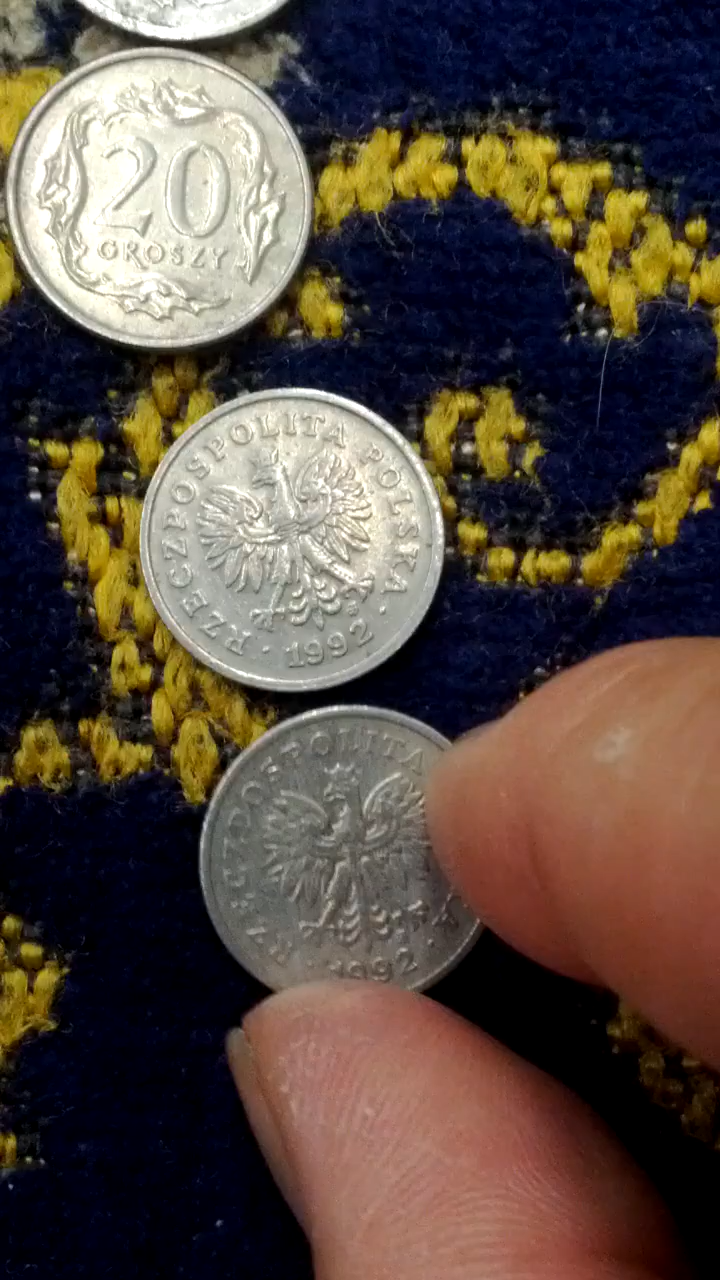 20
GROSZY
RZECZPOSPOLITA POLSKA
· 1992 ·
RZECZPOSPOLITA
1992 ·